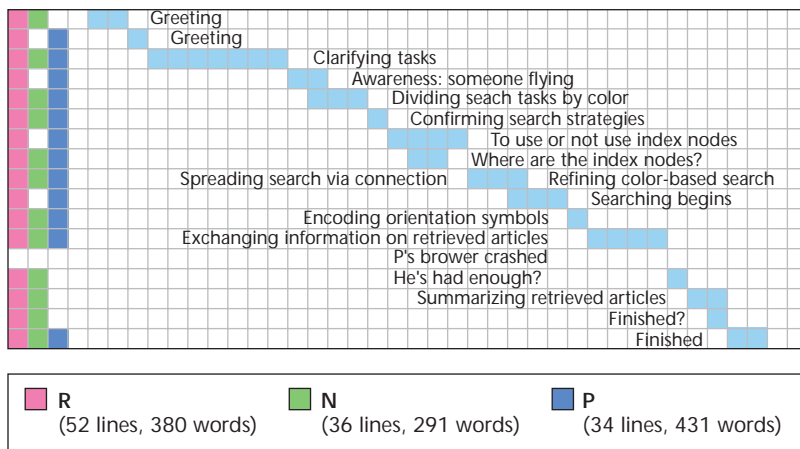 Greeting
Greeting
Clarifying tasks
Awareness: someone flying
Dividing seach tasks by color
Confirming search strategies
To use or not use index nodes
Where are the index nodes?
Spreading search via connection Refining color-based search
Searching begins
Encoding orientation symbols
Exchanging information on retrieved articles
P's brower crashed
He's had enough?
Summarizing retrieved articles
Finished?
Finished
R N P
(52 lines, 380 words) (36 lines, 291 words) (34 lines, 431 words)